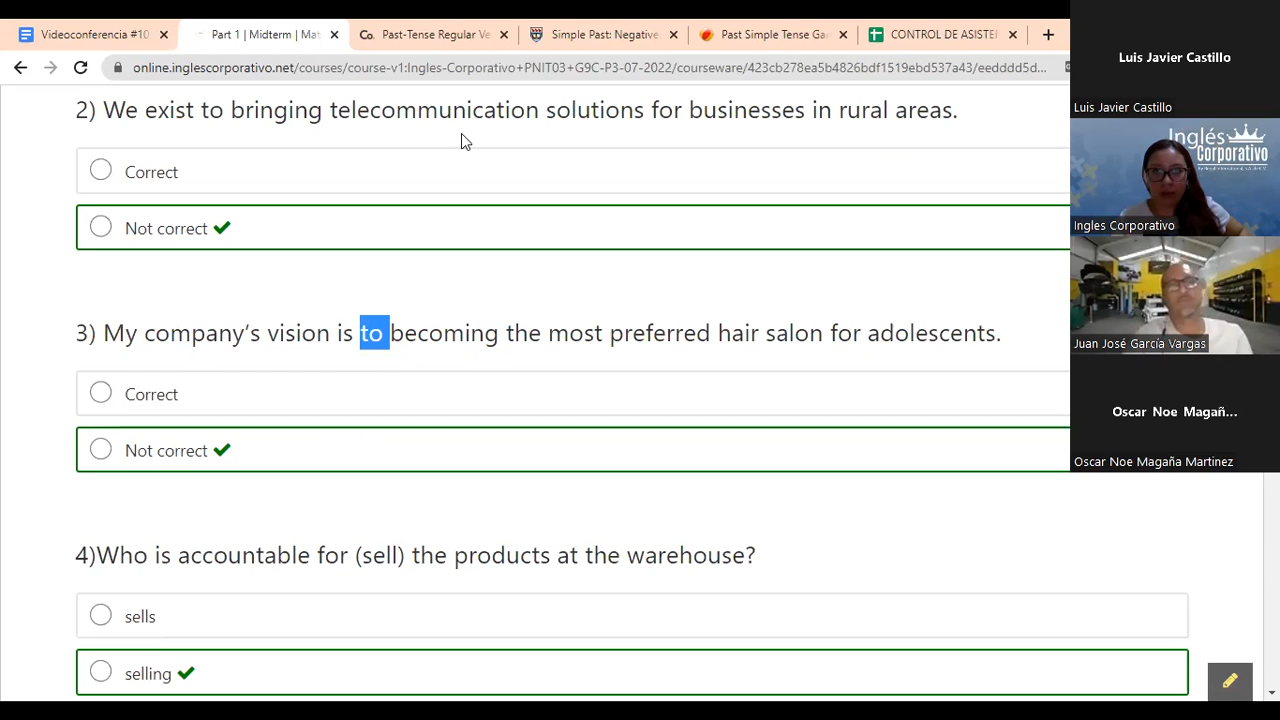 Videoconferencia #10
Part 1 | Midterm | Mat
Co. Past-Tense Regular Ve
Simple Past: Negative
Past Simple Tense Gar
CONTROL DE ASISTEN
online.inglescorporativo.net/courses/course-v1:Ingles-Corporativo+PNIT03+G9C-P3-07-2022/courseware/423cb278ea5b4826bdf1519ebd537a43/eedddd5d...
2) We exist to bringing telecommunication solutions for businesses in rural areas.
Correct
Not correct
3) My company's vision is to becoming the most preferred hair salon for adolescents.
Correct
Not correct
4)Who is accountable for (sell) the products at the warehouse?
sells
selling
Luis Javier Castillo
Luis Javier Castillo
Inglés
Corporativo
Ingles Corporativo
Juan José García Vargas
Oscar Noe Magañ...
Oscar Noe Magaña Martinez